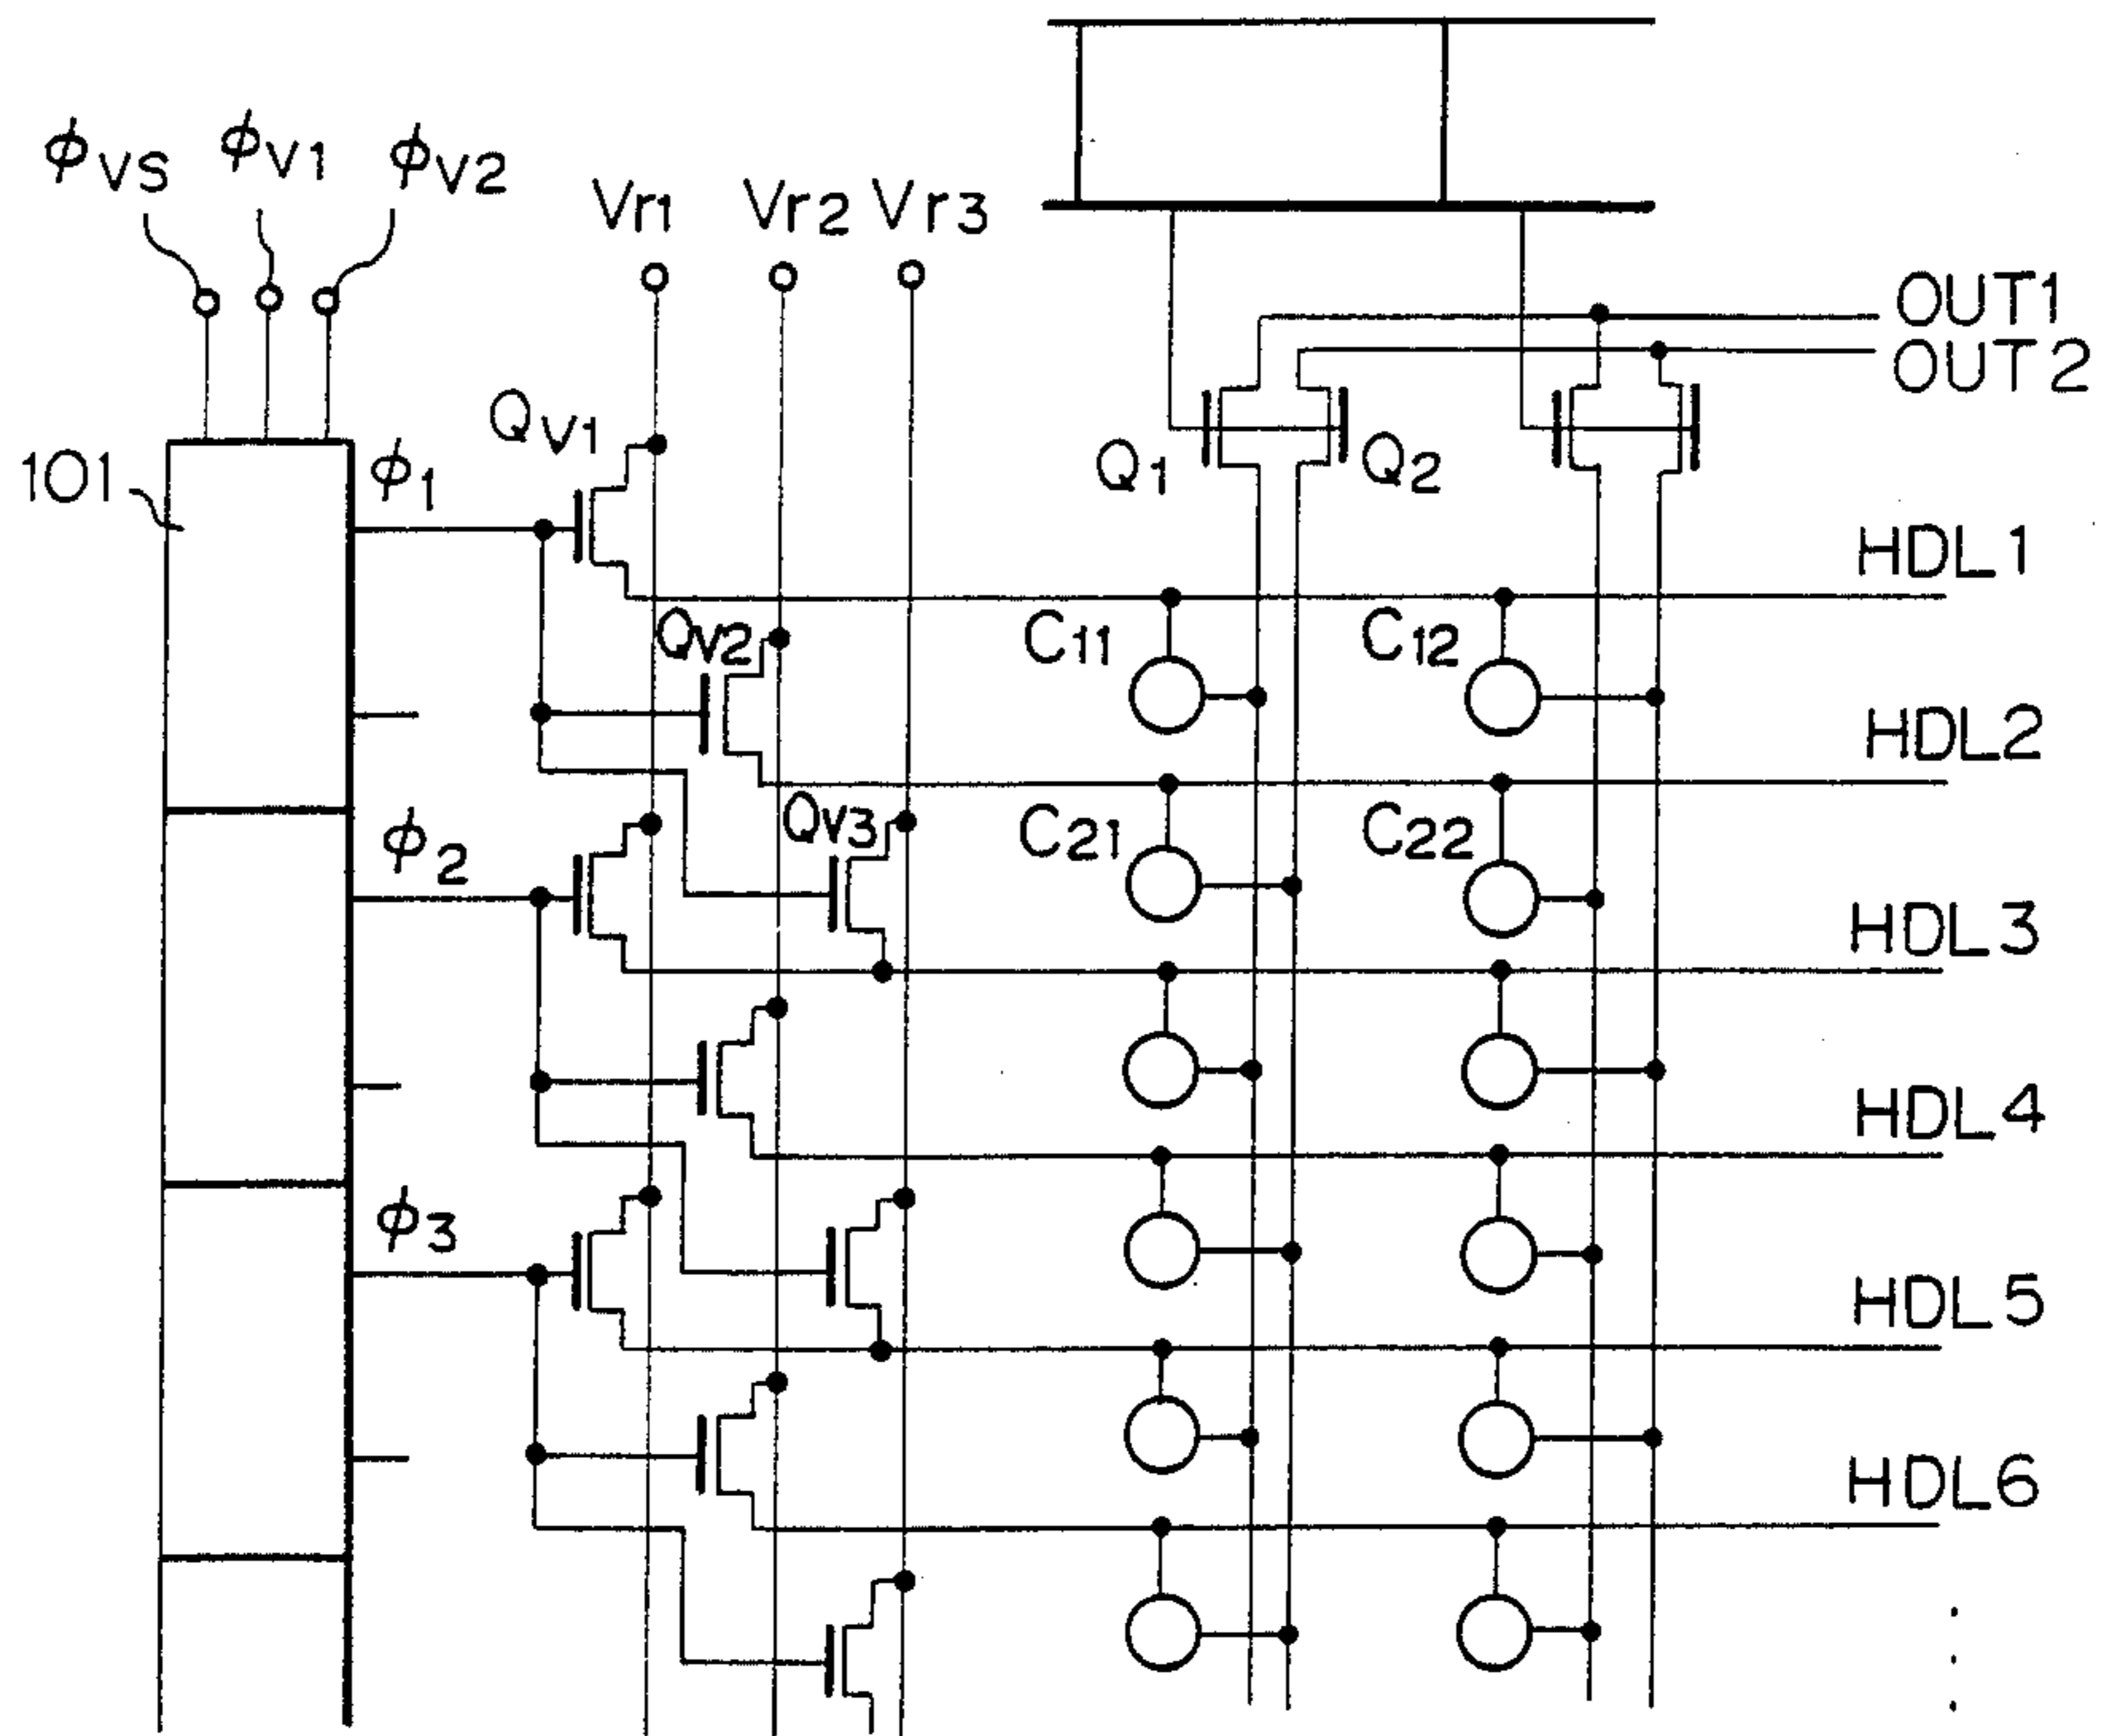 ϕVS ϕV1 ϕV2
Vr1 Vr2 Vr3
OUT1
OUT2
QV1
101
ϕ1
Q1 Q2
HDL1
QV2
C11 C12
HDL2
QV3
ϕ2
C21 C22
HDL3
HDL4
ϕ3
HDL5
HDL6